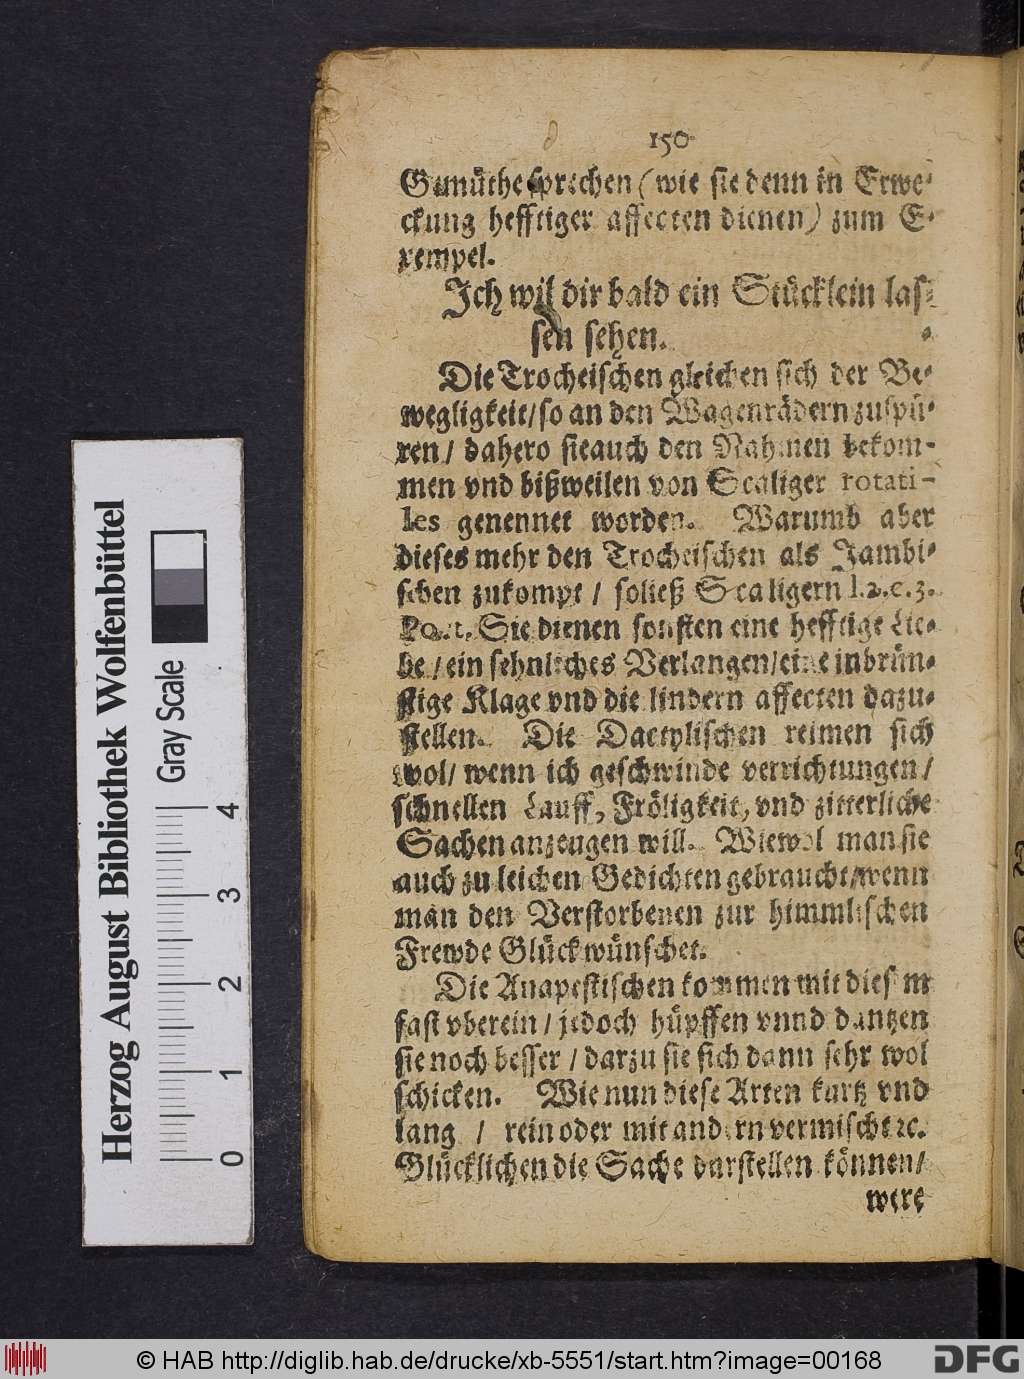 150
Gemüthe sprechen (wie sie denn in Erwe-
ckung hefftiger affecten dienen) zum E-
xempel.
Ich wil dir bald ein Stücklein las-
sen sehen.
Die Trocheischen gleichen sich der Be-
wegligkeit/ so an den Wagenrädern zuspü-
ren/ dahero sie auch den Nahmen bekom-
men vnd bißweilen von Scaliger rotati-
les genennet worden. Warumb aber
dieses mehr den Trocheischen als Jambi-
schen zukompt / soließ Scaligern l.2.c.3.
Poët. Sie dienen sonsten eine hefftige Lie-
be / ein sehnliches Verlangen/ eine inbrün-
stige Klage vnd die lindern affecten dazu-
stellen. Die Dactylischen reimen sich
wol/ wenn ich geschwinde verrichtungen/
schnellen Lauff, Fröligkeit, vnd zitterliche
Sachen anzeugen will. Wiewol man sie
auch zu leichen Gedichten gebraucht/ wenn
man den Verstorbenen zur himmlischen
Frewde Glück wünschet.
Die Anapestischen kommen mit diesem
fast vberein / jedoch hüpffen vnnd dantzen
sie noch besser / darzu sie sich dann sehr wol
schicken. Wie nun diese Arten kurtz vnd
lang / rein oder mit andern vermischt ꝛc.
Glücklichen die Sache darstellen können/
were
Herzog August Bibliothek Wolfenbüttel
Gray Scale
0 1 2 3 4
© HAB http://diglib.hab.de/drucke/xb-5551/start.htm?image=00168
DFG